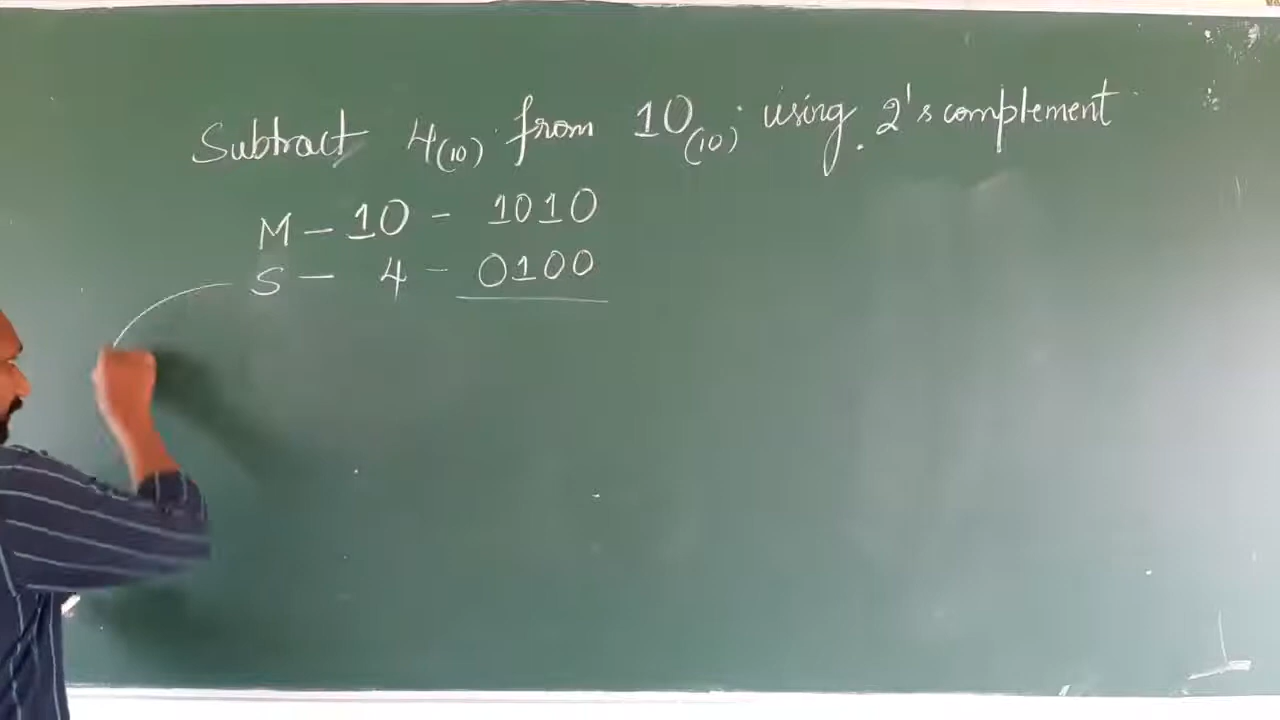 Subtract 4(10) from 10(10) using 2's complement
M - 10 - 1010
S - 4 - 0100